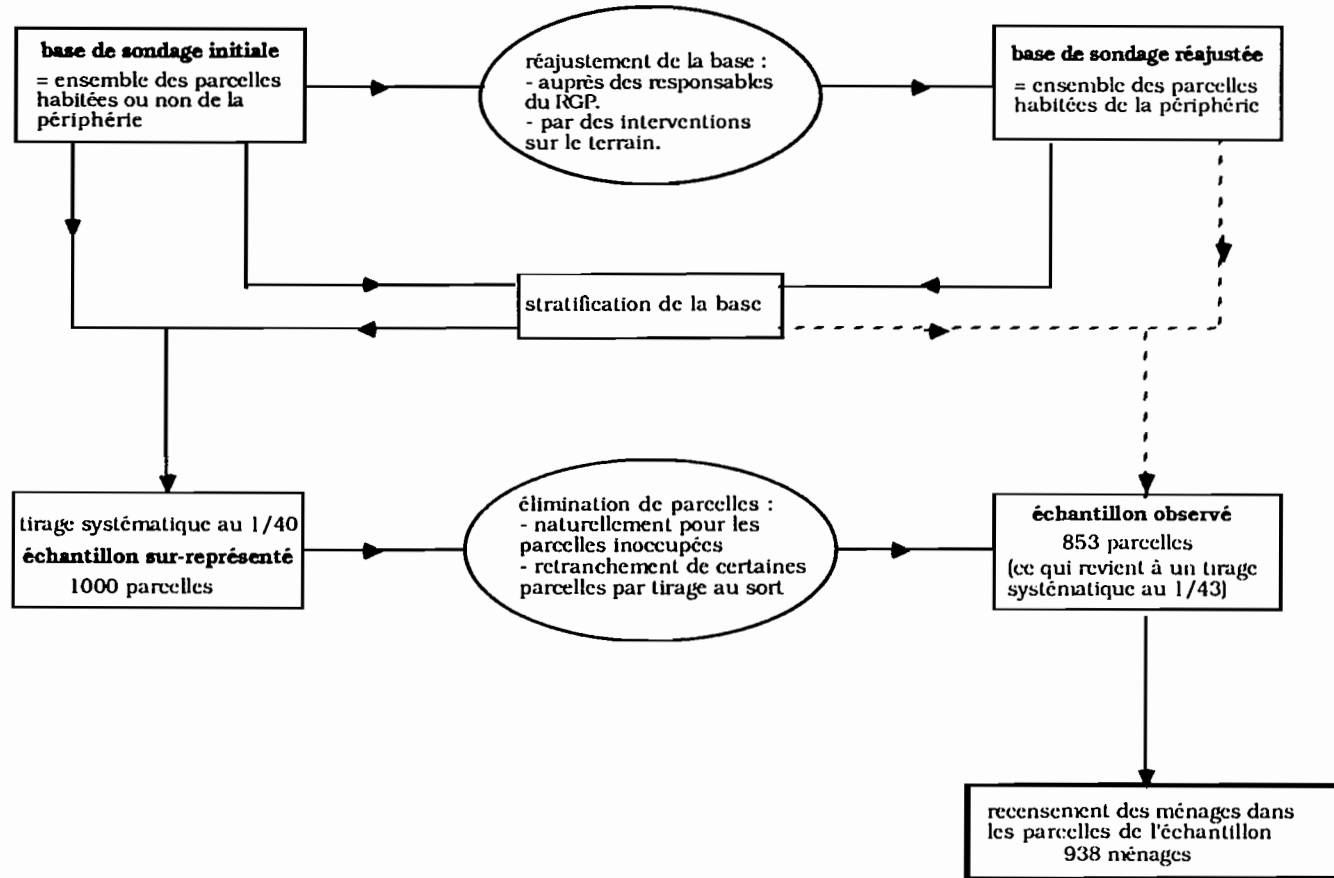 base de sondage initiale
= ensemble des parcelles
habitées ou non de la
périphérie
réajustement de la base :
- auprès des responsables
du RGP.
- par des interventions
sur le terrain.
base de sondage réajustée
= ensemble des parcelles
habitées de la périphérie
stratification de la base
tirage systématique au 1/40
échantillon sur-représenté
1000 parcelles
élimination de parcelles :
- naturellement pour les
parcelles inoccupées
- retranchement de certaines
parcelles par tirage au sort
échantillon observé
853 parcelles
(ce qui revient à un tirage
systématique au 1/43)
recensement des ménages dans
les parcelles de l'échantillon
938 ménages